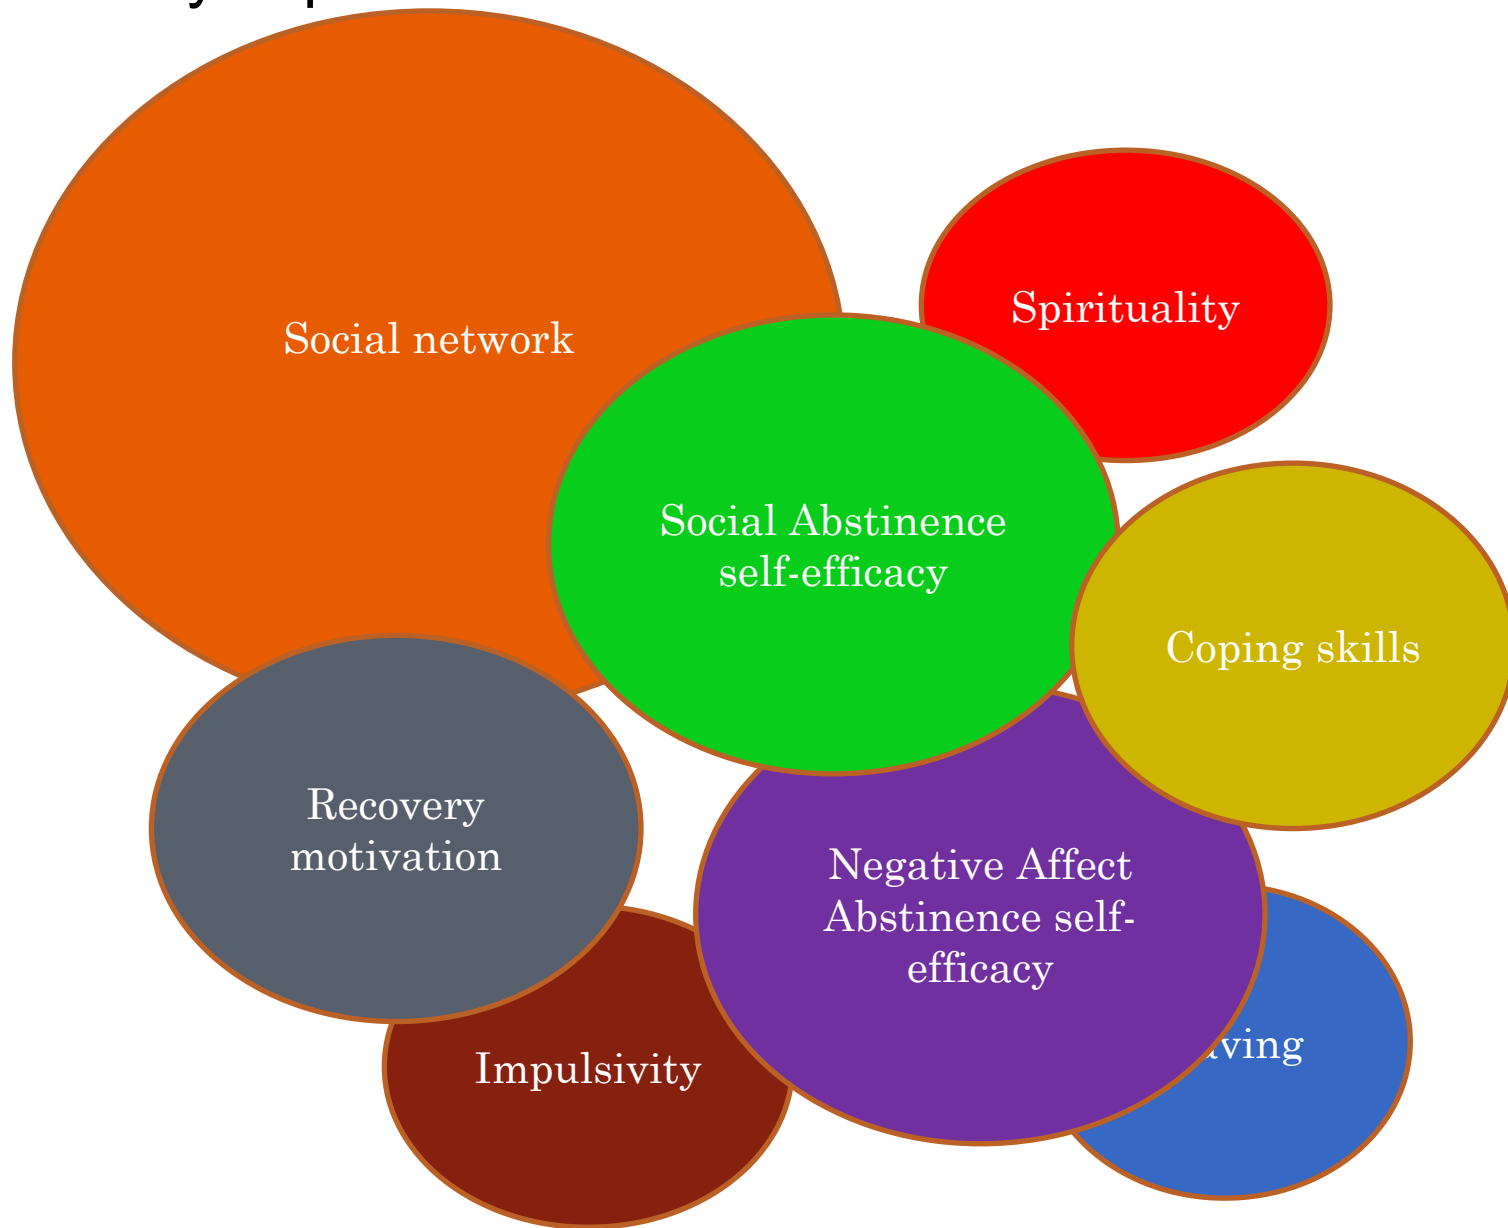 Spirituality
Social network
Social Abstinence
self-efficacy
Coping skills
Recovery
motivation
Negative Affect
Abstinence self-
efficacy
Impulsivity